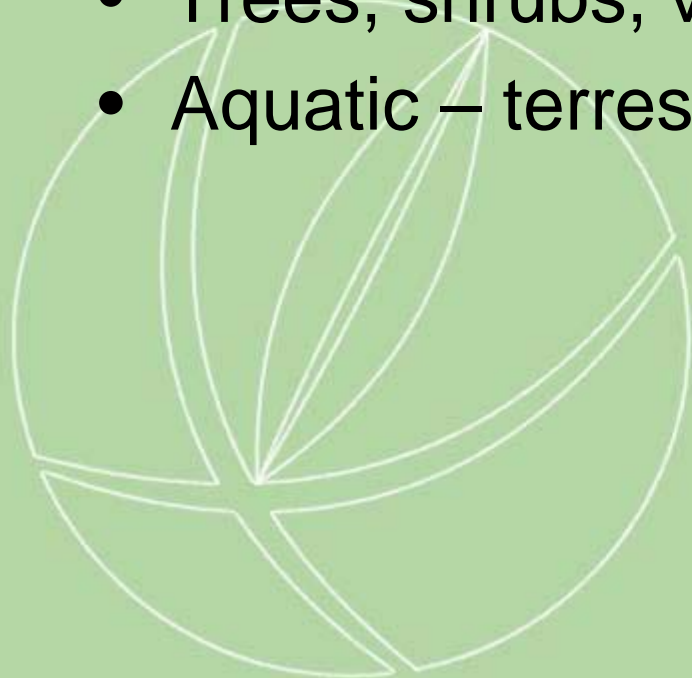 • Trees, shrubs, v
• Aquatic – terres